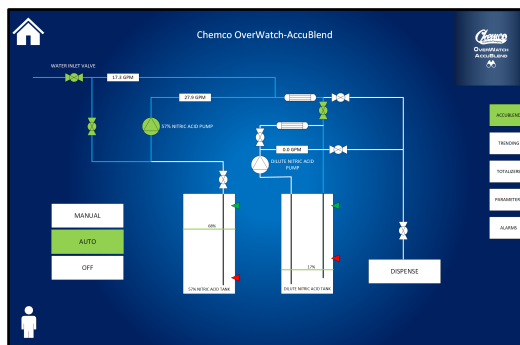 Chemco OverWatch-AccuBlend
Chemco
OVERWATCH
ACCUBLEND
WATER INLET VALVE
17.3 GPM
27.9 GPM
ACCUBLEND
57% NITRIC ACID PUMP
TRENDING
0.0 GPM
DILUTE NITRIC ACID
PUMP
TOTALIZERS
PARAMETERS
MANUAL
68%
ALARMS
AUTO
OFF
17%
DISPENSE
57% NITRIC ACID TANK
DILUTE NITRIC ACID TANK